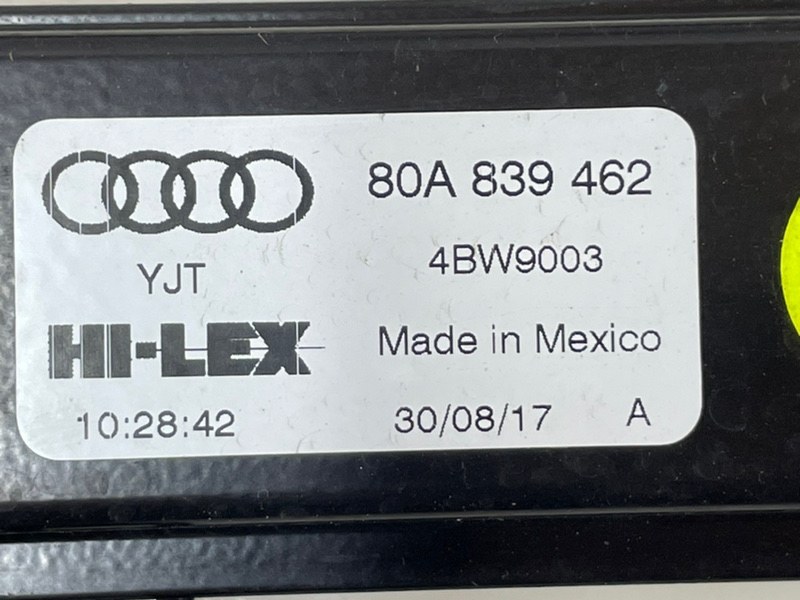 80A 839 462
YJT
4BW9003
HI-LEX
Made in Mexico
10:28:42
30/08/17 A